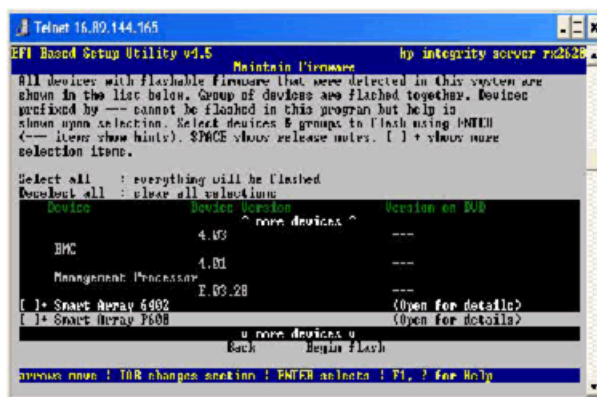 Telnet 16.89.144.165
EFI Based Setup Utility v4.5 hp integrity server rx2620
Maintain Firmware
All devices with flashable firmware that were detected in this system are
shown in the list below. Group of devices are flashed together. Devices
prefixed by --- cannot be flashed in this program but help is
shown upon selection. Select devices & groups to flash using ENTER
(--- items show hints). SPACE shows release notes. [ ] + shows more
selection items.
Select all : everything will be flashed
Deselect all : clear all selections
Device Device Version Version on DVD
^ more devices ^
4.03 ---
BMC
4.01 ---
Management Processor
E.03.28 ---
[ ]+ Smart Array 6402 (Open for details)
[ ]+ Smart Array P600 (Open for details)
v more devices v
Back Begin flash
arrows move | TAB changes section | ENTER selects | F1, ? for Help